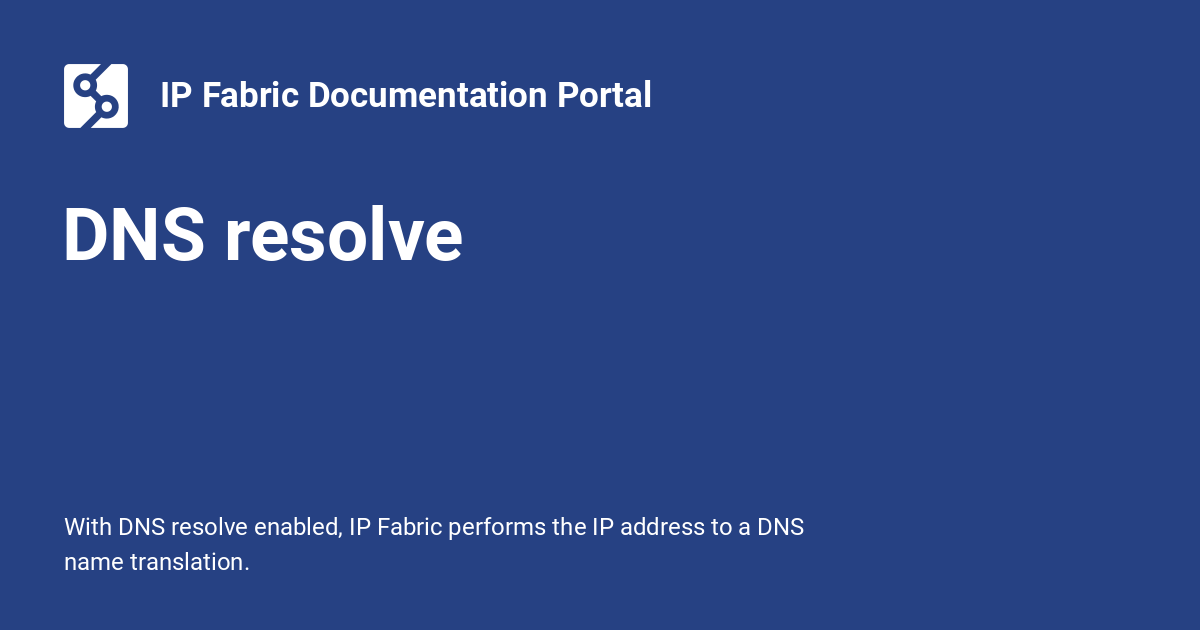 IP Fabric Documentation Portal
DNS resolve
With DNS resolve enabled, IP Fabric performs the IP address to a DNS
name translation.